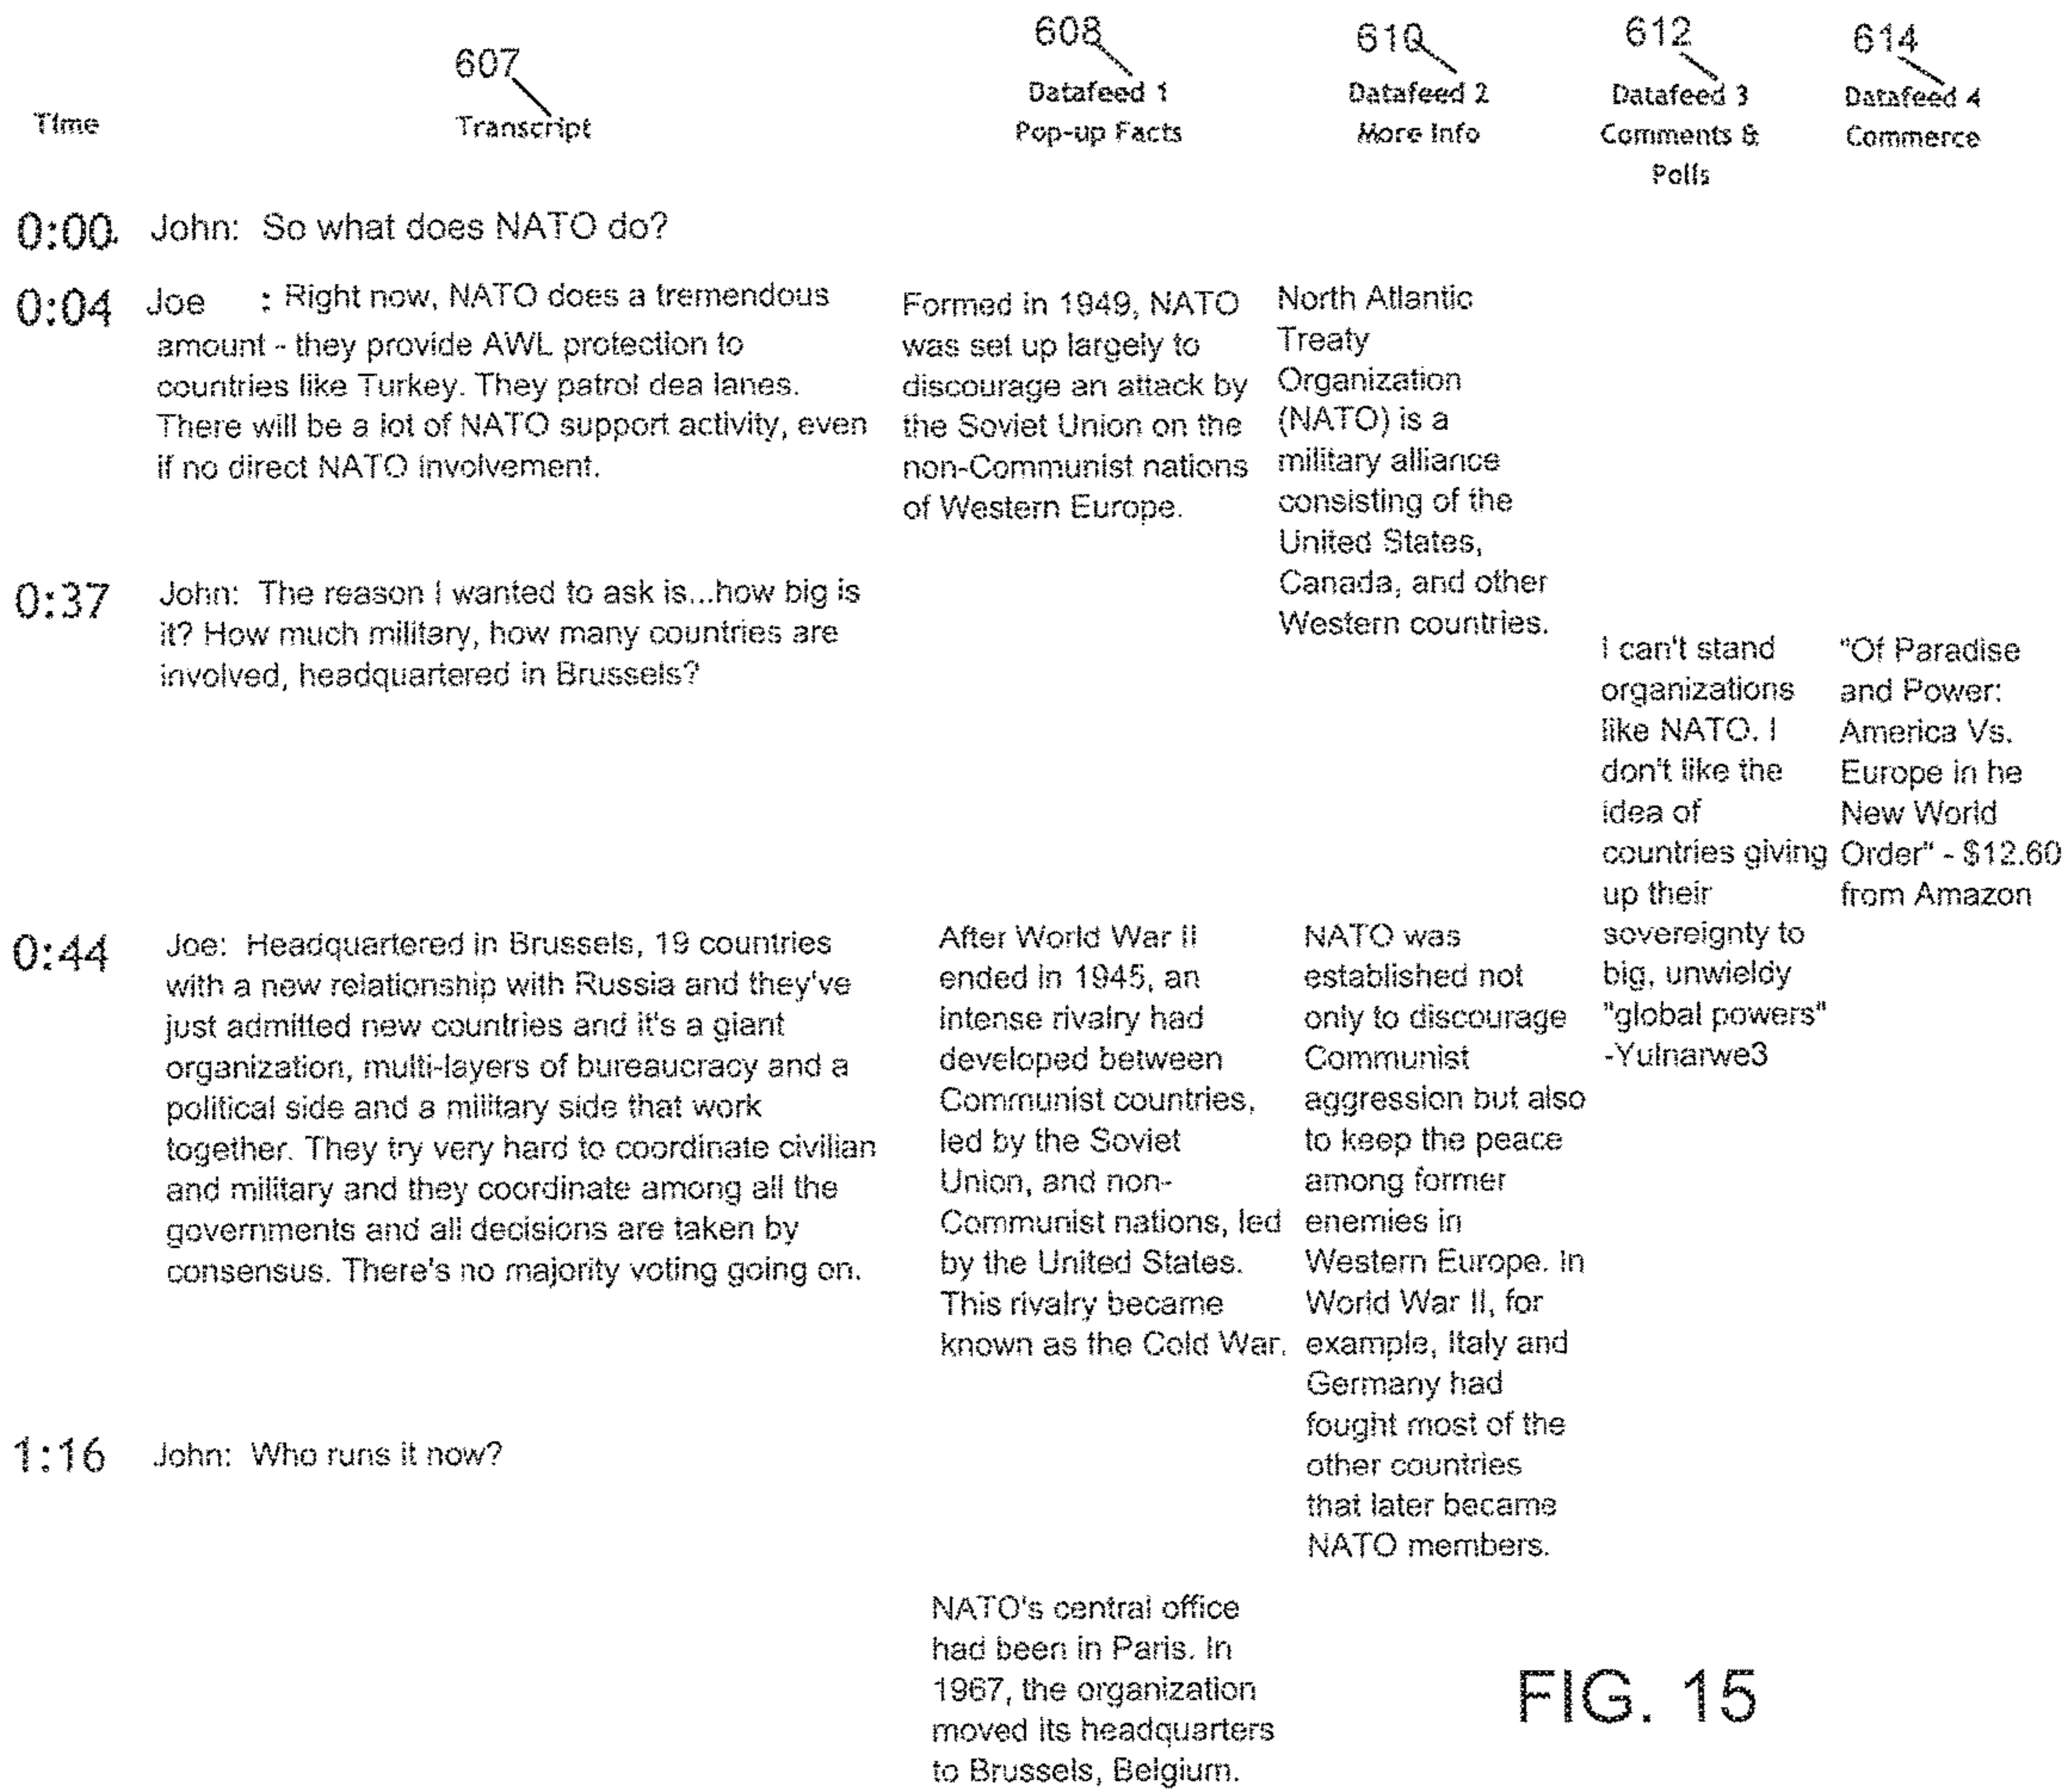 607
608
610
612
614
Time
Transcript
Datafeed 1
Pop-up Facts
Datafeed 2
More Info
Datafeed 3
Comments &
Polls
Datafeed 4
Commerce
0:00
John: So what does NATO do?
0:04
Joe : Right now, NATO does a tremendous
amount - they provide AWL protection to
countries like Turkey. They patrol dea lanes.
There will be a lot of NATO support activity, even
if no direct NATO involvement.
Formed in 1949, NATO
was set up largely to
discourage an attack by
the Soviet Union on the
non-Communist nations
of Western Europe.
North Atlantic
Treaty
Organization
(NATO) is a
military alliance
consisting of the
United States,
Canada, and other
Western countries.
0:37
John: The reason I wanted to ask is...how big is
it? How much military, how many countries are
involved, headquartered in Brussels?
I can't stand
organizations
like NATO. I
don't like the
idea of
countries giving
up their
sovereignty to
big, unwieldy
"global powers"
-Yulnarwe3
"Of Paradise
and Power:
America Vs.
Europe in he
New World
Order" - $12.60
from Amazon
0:44
Joe: Headquartered in Brussels, 19 countries
with a new relationship with Russia and they've
just admitted new countries and it's a giant
organization, multi-layers of bureaucracy and a
political side and a military side that work
together. They try very hard to coordinate civilian
and military and they coordinate among all the
governments and all decisions are taken by
consensus. There's no majority voting going on.
After World War II
ended in 1945, an
intense rivalry had
developed between
Communist countries,
led by the Soviet
Union, and non-
Communist nations, led
by the United States.
This rivalry became
known as the Cold War.
NATO was
established not
only to discourage
Communist
aggression but also
to keep the peace
among former
enemies in
Western Europe. In
World War II, for
example, Italy and
Germany had
fought most of the
other countries
that later became
NATO members.
1:16
John: Who runs it now?
NATO's central office
had been in Paris. In
1967, the organization
moved its headquarters
to Brussels, Belgium.
FIG. 15